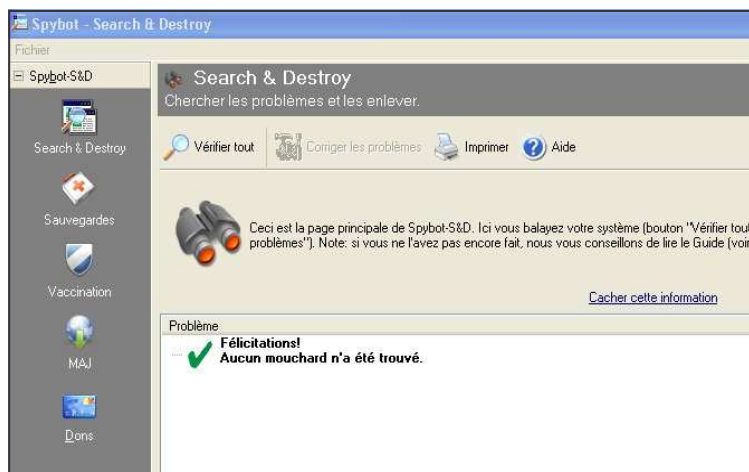 Spybot - Search & Destroy
Fichier
Spybot-S&D
Search & Destroy
Sauvegardes
Vaccination
MAJ
Dons
Search & Destroy
Chercher les problèmes et les enlever.
Vérifier tout
Corriger les problèmes
Imprimer
Aide
Ceci est la page principale de Spybot-S&D. Ici vous balayez votre système (bouton "Vérifier tout
problèmes"). Note: si vous ne l'avez pas encore fait, nous vous conseillons de lire le Guide (voir
Cacher cette information
Problème
Félicitations!
Aucun mouchard n'a été trouvé.